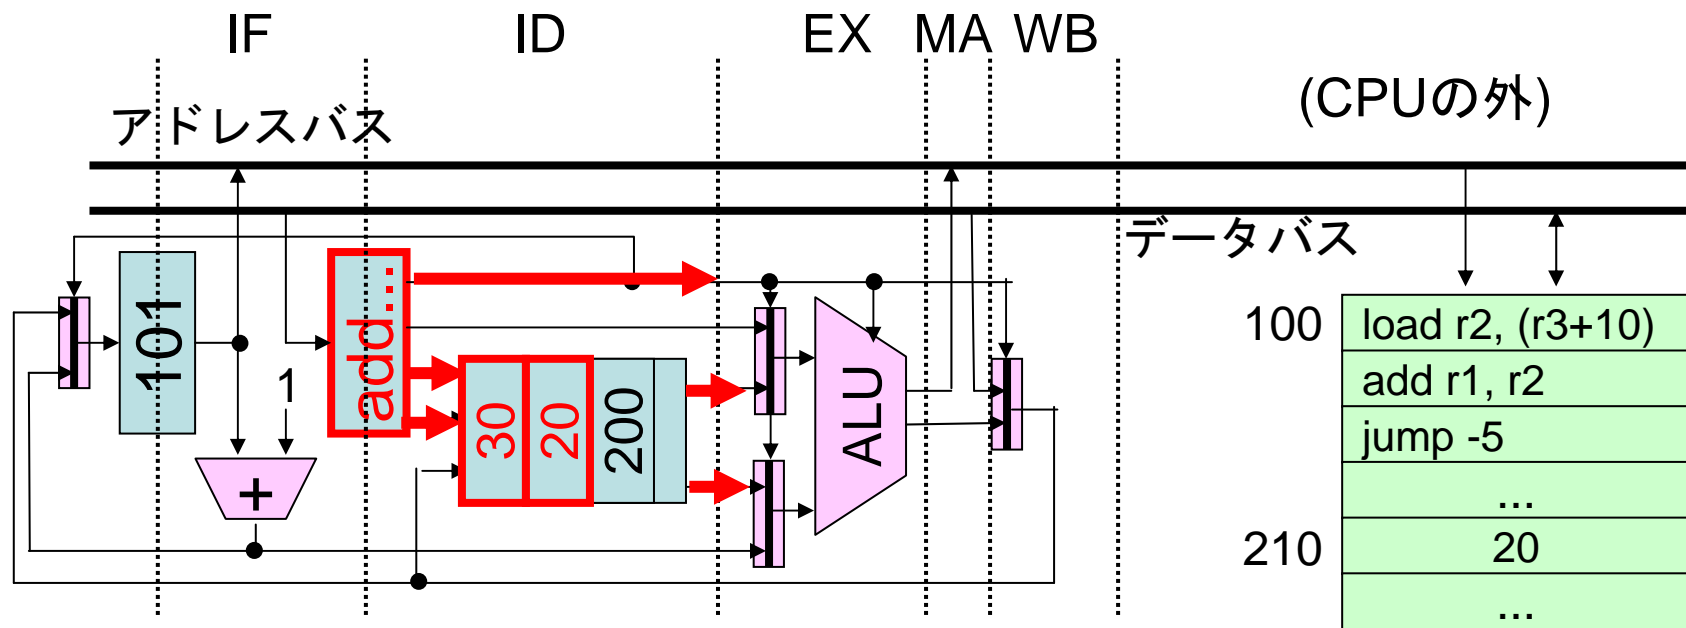 IF ID EX MA WB
(CPUの外)
アドレスバス
データバス
101
1
+
add...
30 20 200
ALU
100 load r2, (r3+10)
add r1, r2
jump -5
...
210 20
...